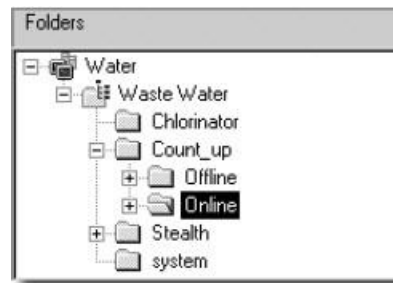 Folders
Water
Waste Water
Chlorinator
Count_up
Offline
Online
Stealth
system